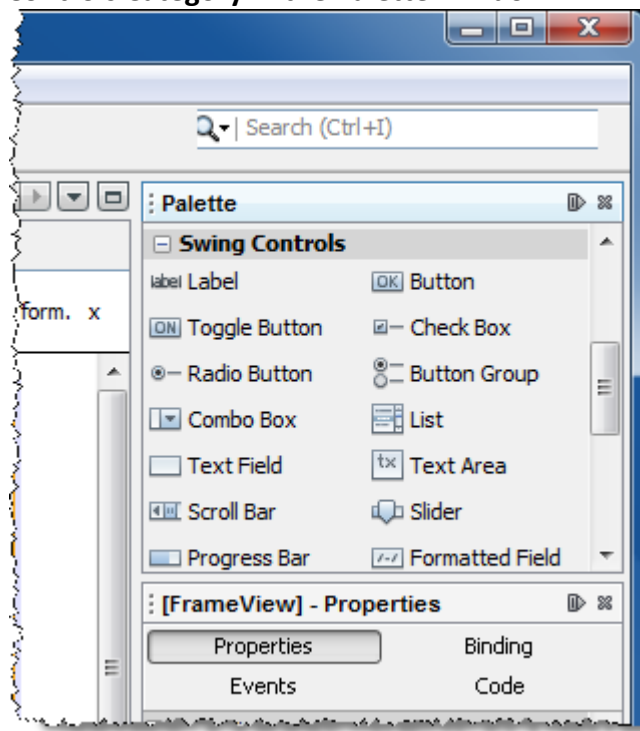 Search (Ctrl+I)
Palette
Swing Controls
label Label OK Button
form. x
ON Toggle Button Check Box
Radio Button Button Group
Combo Box List
Text Field tx Text Area
Scroll Bar Slider
Progress Bar Formatted Field
[FrameView] - Properties
Properties Binding
Events Code